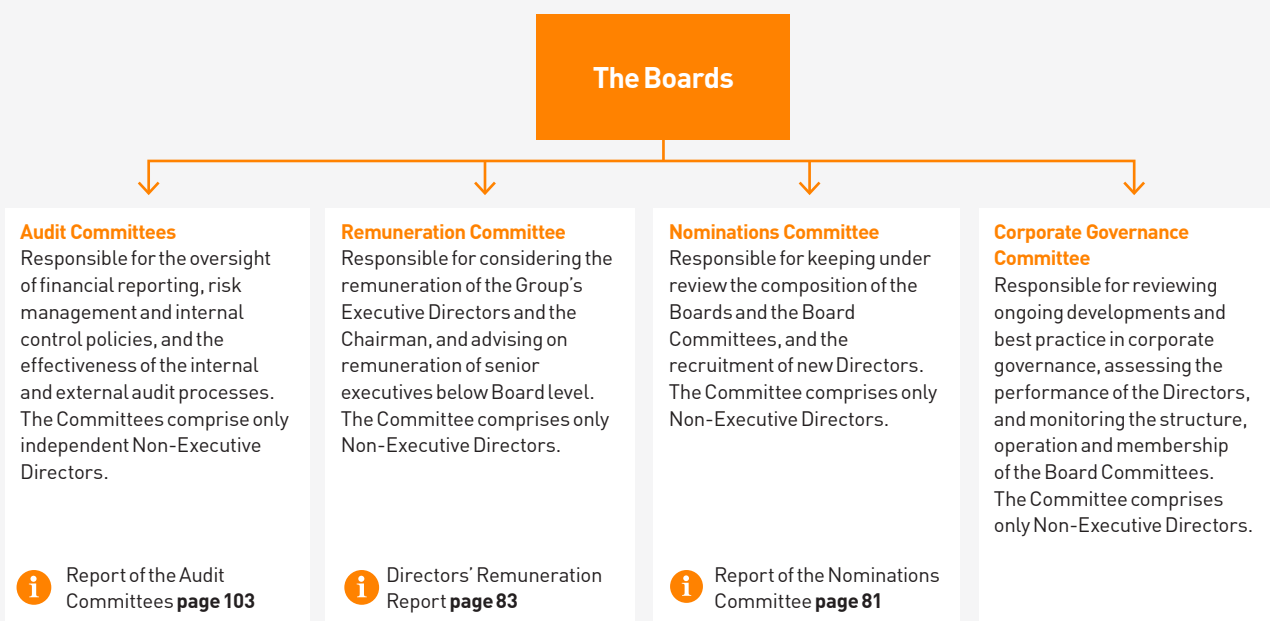 The Boards
Audit Committees
Responsible for the oversight
of financial reporting, risk
management and internal
control policies, and the
effectiveness of the internal
and external audit processes.
The Committees comprise only
independent Non-Executive
Directors.
i Report of the Audit
Committees page 103
Remuneration Committee
Responsible for considering the
remuneration of the Group’s
Executive Directors and the
Chairman, and advising on
remuneration of senior
executives below Board level.
The Committee comprises only
Non-Executive Directors.
i Directors’ Remuneration
Report page 83
Nominations Committee
Responsible for keeping under
review the composition of the
Boards and the Board
Committees, and the
recruitment of new Directors.
The Committee comprises only
Non-Executive Directors.
i Report of the Nominations
Committee page 81
Corporate Governance
Committee
Responsible for reviewing
ongoing developments and
best practice in corporate
governance, assessing the
performance of the Directors,
and monitoring the structure,
operation and membership
of the Board Committees.
The Committee comprises
only Non-Executive Directors.